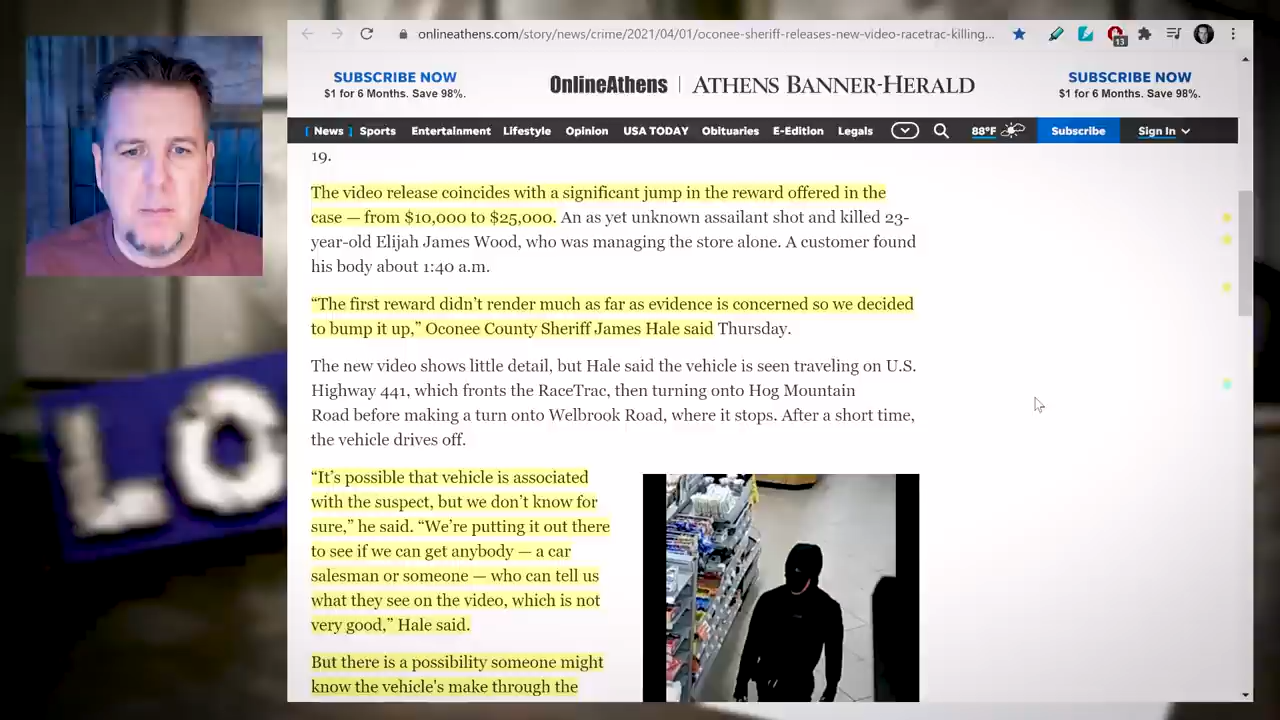 onlineathens.com/story/news/crime/2021/04/01/oconee-sheriff-releases-new-video-racetrac-killing...
13
SUBSCRIBE NOW
$1 for 6 Months. Save 98%.
OnlineAthens | ATHENS BANNER-HERALD
SUBSCRIBE NOW
$1 for 6 Months. Save 98%.
[ News ] Sports Entertainment Lifestyle Opinion USA TODAY Obituaries E-Edition Legals 88°F Subscribe Sign In
19.
The video release coincides with a significant jump in the reward offered in the
case — from $10,000 to $25,000. An as yet unknown assailant shot and killed 23-
year-old Elijah James Wood, who was managing the store alone. A customer found
his body about 1:40 a.m.
“The first reward didn’t render much as far as evidence is concerned so we decided
to bump it up,” Oconee County Sheriff James Hale said Thursday.
The new video shows little detail, but Hale said the vehicle is seen traveling on U.S.
Highway 441, which fronts the RaceTrac, then turning onto Hog Mountain
Road before making a turn onto Welbrook Road, where it stops. After a short time,
the vehicle drives off.
“It’s possible that vehicle is associated
with the suspect, but we don’t know for
sure,” he said. “We’re putting it out there
to see if we can get anybody — a car
salesman or someone — who can tell us
what they see on the video, which is not
very good,” Hale said.
But there is a possibility someone might
know the vehicle's make through the
LO